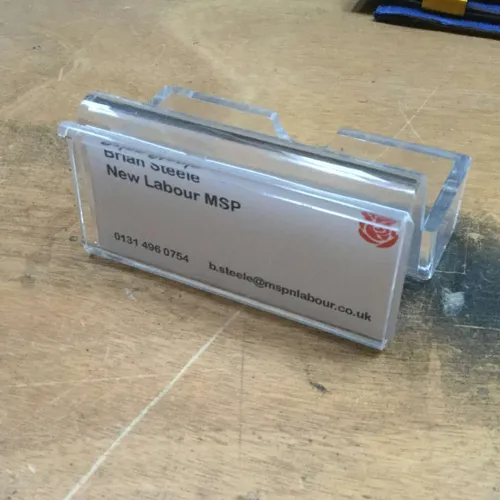 Brian Steele
New Labour MSP
0131 496 0754
b.steele@mspnlabour.co.uk